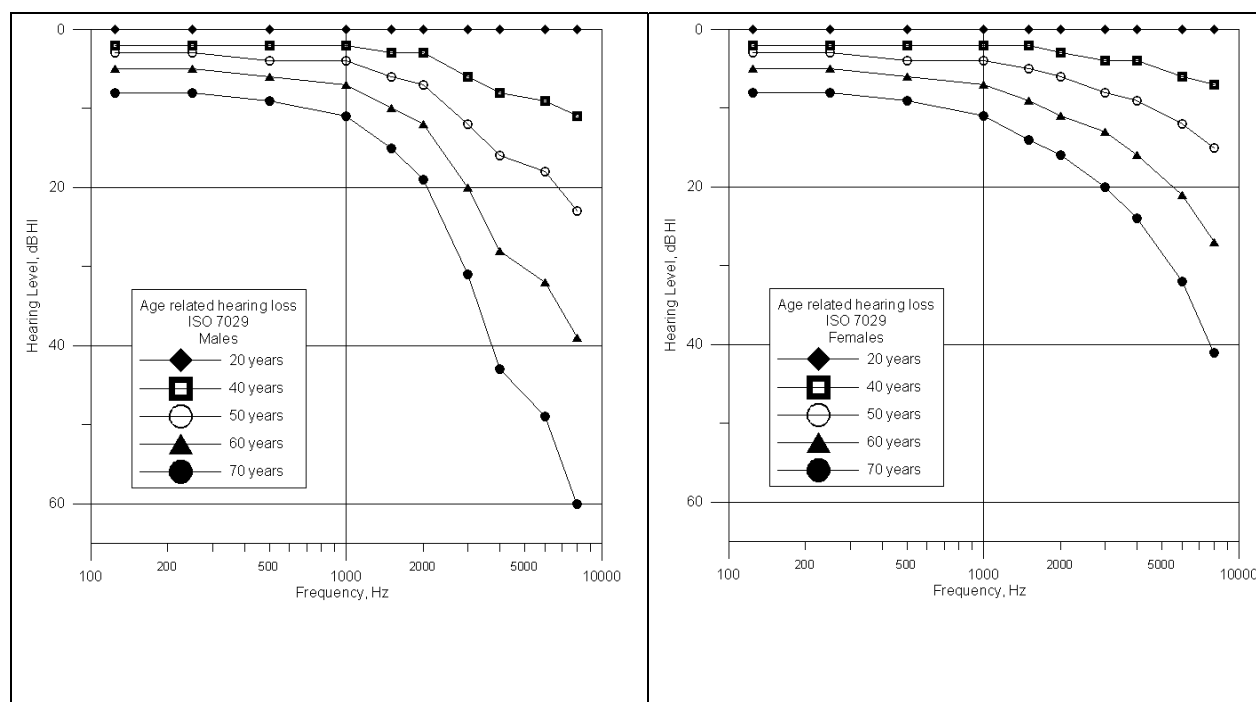 0
20
40
60
Hearing Level, dB Hl
Age related hearing loss
ISO 7029
Males
20 years
40 years
50 years
60 years
70 years
100
200
500
1000
2000
5000
10000
Frequency, Hz
0
20
40
60
Hearing Level, dB Hl
Age related hearing loss
ISO 7029
Females
20 years
40 years
50 years
60 years
70 years
100
200
500
1000
2000
5000
10000
Frequency, Hz